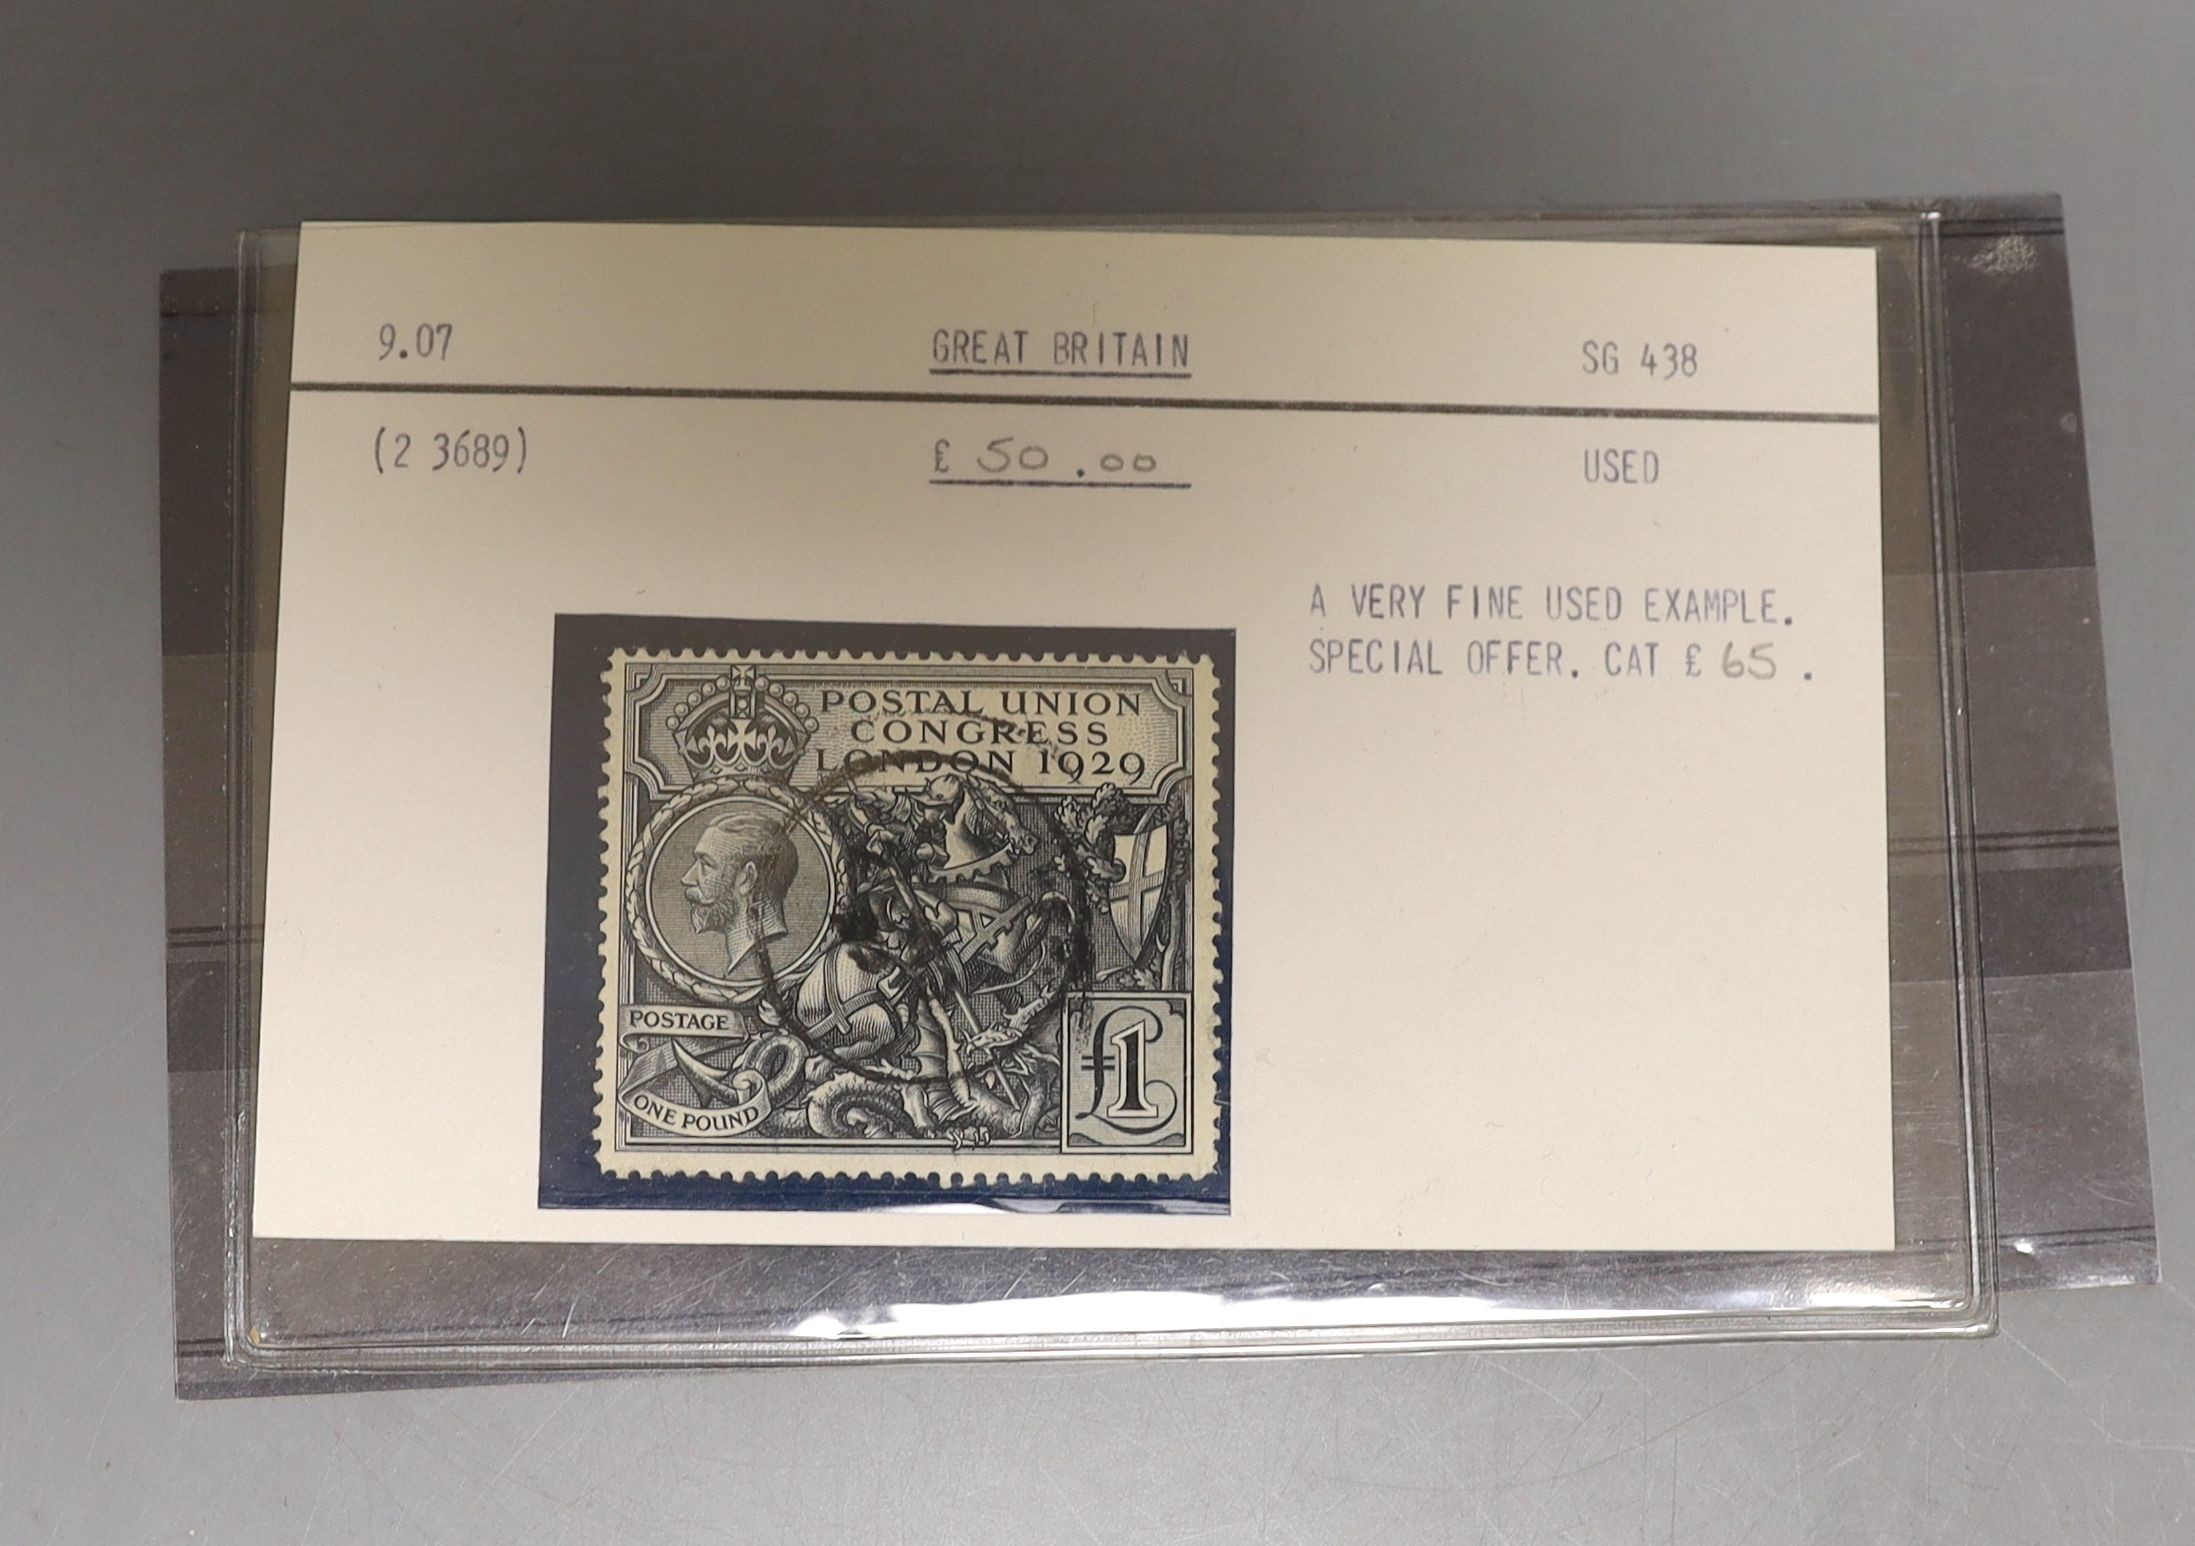 9.07 GREAT BRITAIN SG 438
(2 3689) £ 50.00 USED
A VERY FINE USED EXAMPLE.
SPECIAL OFFER. CAT £ 65.
POSTAL UNION
CONGRESS
LONDON 1929
POSTAGE
ONE POUND
£1